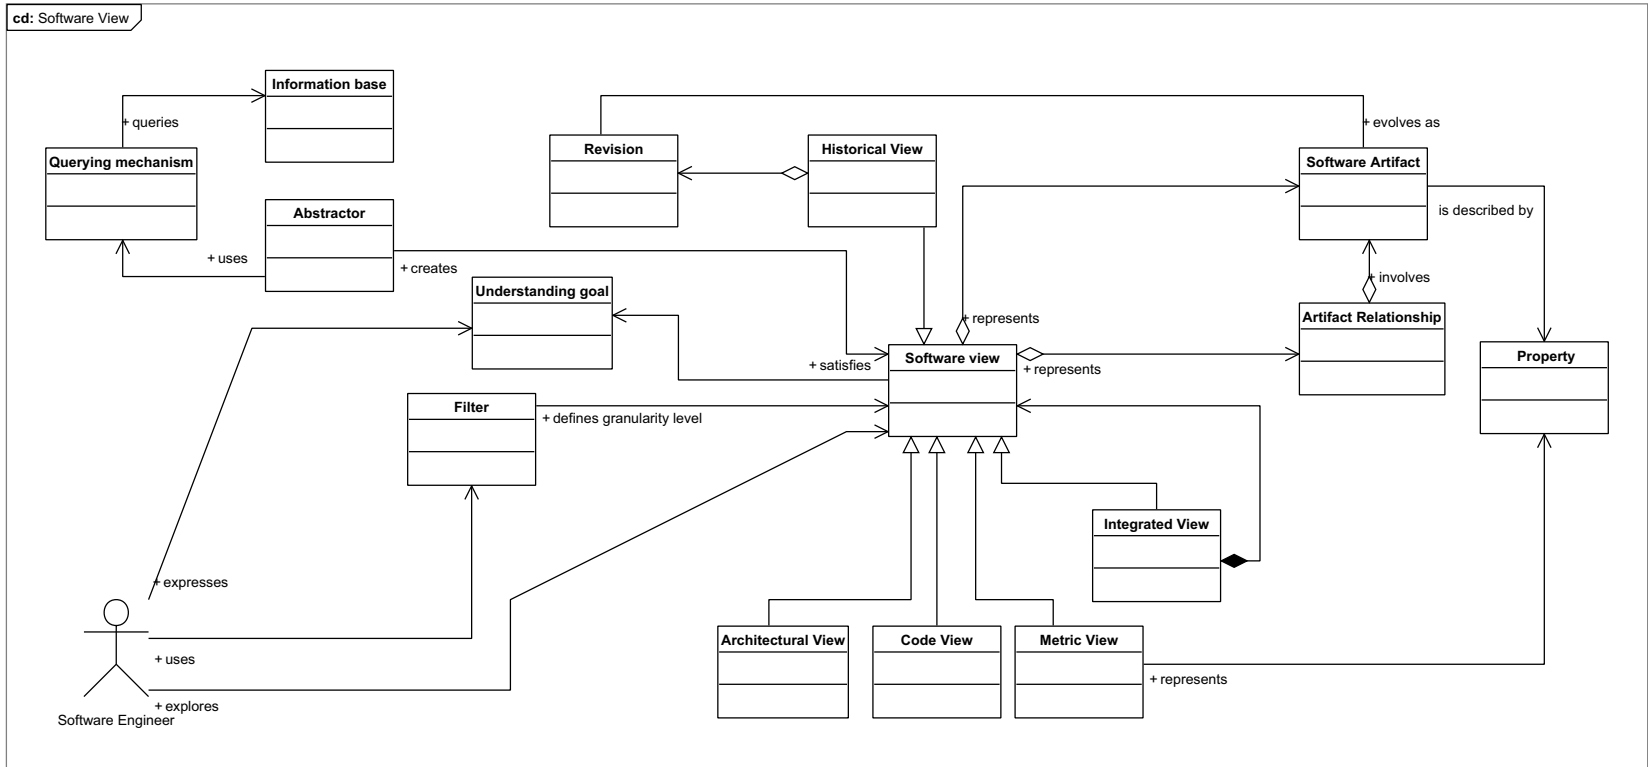 cd: Software View
Information base
+ queries
+ evolves as
Revision
Historical View
Querying mechanism
Software Artifact
Abstractor
is described by
+ uses
+ creates
+ involves
Understanding goal
+ represents
Artifact Relationship
Software view
Property
+ satisfies
+ represents
Filter
+ defines granularity level
Integrated View
+ expresses
Architectural View
Code View
Metric View
+ uses
+ represents
+ explores
Software Engineer